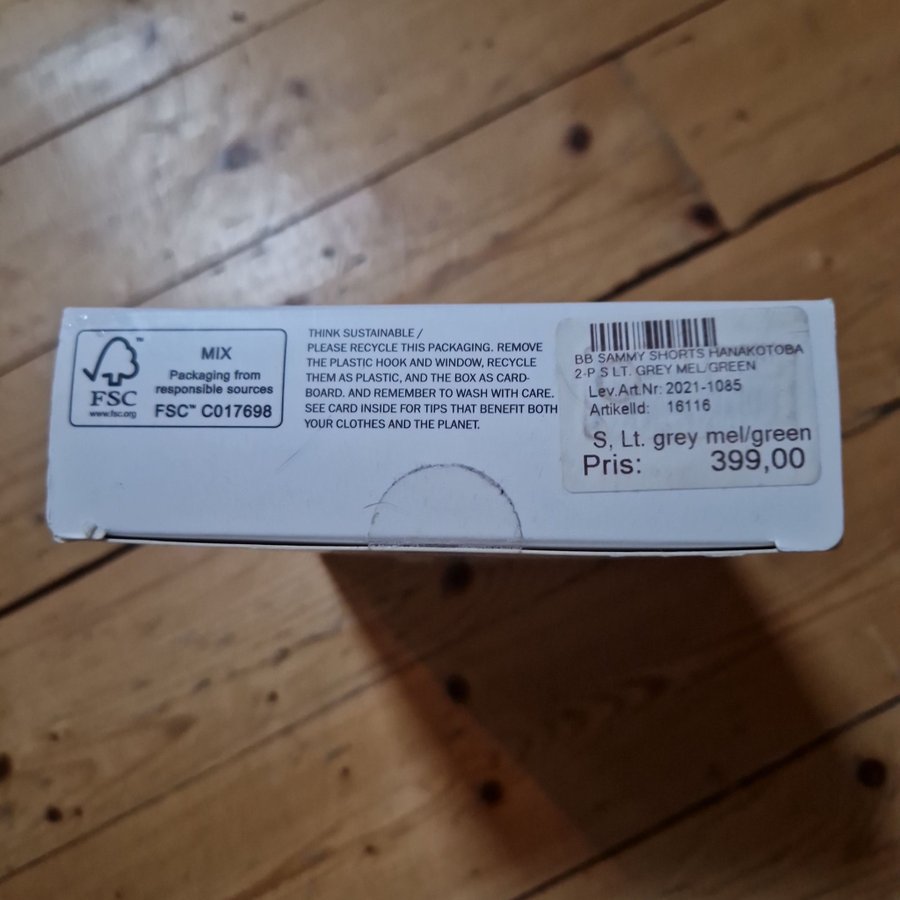 FSC
www.fsc.org
MIX
Packaging from
responsible sources
FSC™ C017698
THINK SUSTAINABLE /
PLEASE RECYCLE THIS PACKAGING. REMOVE
THE PLASTIC HOOK AND WINDOW, RECYCLE
THEM AS PLASTIC, AND THE BOX AS CARD-
BOARD. AND REMEMBER TO WASH WITH CARE.
SEE CARD INSIDE FOR TIPS THAT BENEFIT BOTH
YOUR CLOTHES AND THE PLANET.
BB SAMMY SHORTS HANAKOTOBA
2-P S LT. GREY MEL/GREEN
Lev.Art.Nr: 2021-1085
ArtikelId: 16116
S, Lt. grey mel/green
Pris: 399,00